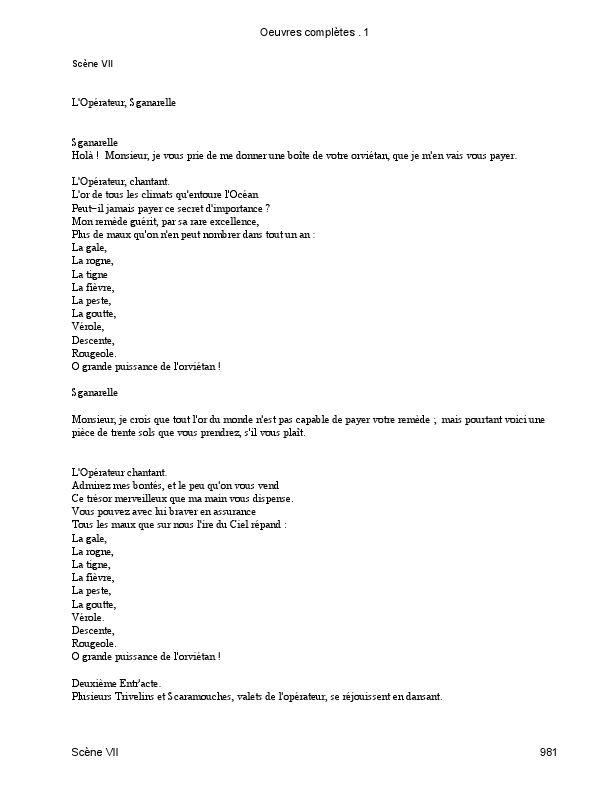 Oeuvres complètes . 1
Scène VII
L'Opérateur, Sganarelle
Sganarelle
Holà !  Monsieur, je vous prie de me donner une boîte de votre orviétan, que je m'en vais vous payer.
L'Opérateur, chantant.
L'or de tous les climats qu'entoure l'Océan
Peut-il jamais payer ce secret d'importance ?
Mon remède guérit, par sa rare excellence,
Plus de maux qu'on n'en peut nombrer dans tout un an :
La gale,
La rogne,
La tigne
La fièvre,
La peste,
La goutte,
Vérole,
Descente,
Rougeole.
O grande puissance de l'orviétan !
Sganarelle
Monsieur, je crois que tout l'or du monde n'est pas capable de payer votre remède ;  mais pourtant voici une
pièce de trente sols que vous prendrez, s'il vous plaît.
L'Opérateur chantant.
Admirez mes bontés, et le peu qu'on vous vend
Ce trésor merveilleux que ma main vous dispense.
Vous pouvez avec lui braver en assurance
Tous les maux que sur nous l'ire du Ciel répand :
La gale,
La rogne,
La tigne,
La fièvre,
La peste,
La goutte,
Vérole.
Descente,
Rougeole.
O grande puissance de l'orviétan !
Deuxième Entr'acte.
Plusieurs Trivelins et Scaramouches, valets de l'opérateur, se réjouissent en dansant.
Scène VII 981